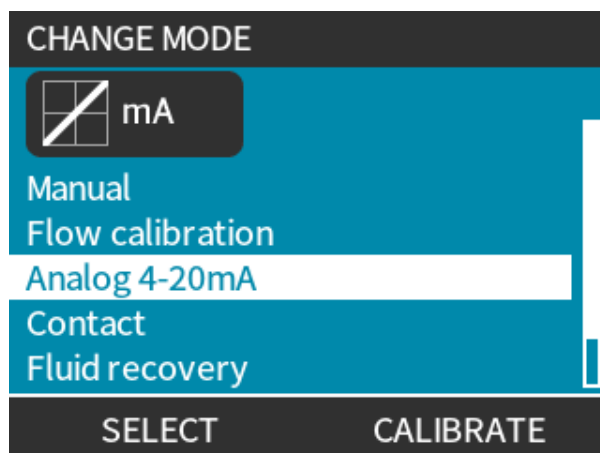 CHANGE MODE
mA
Manual
Flow calibration
Analog 4-20mA
Contact
Fluid recovery
SELECT CALIBRATE